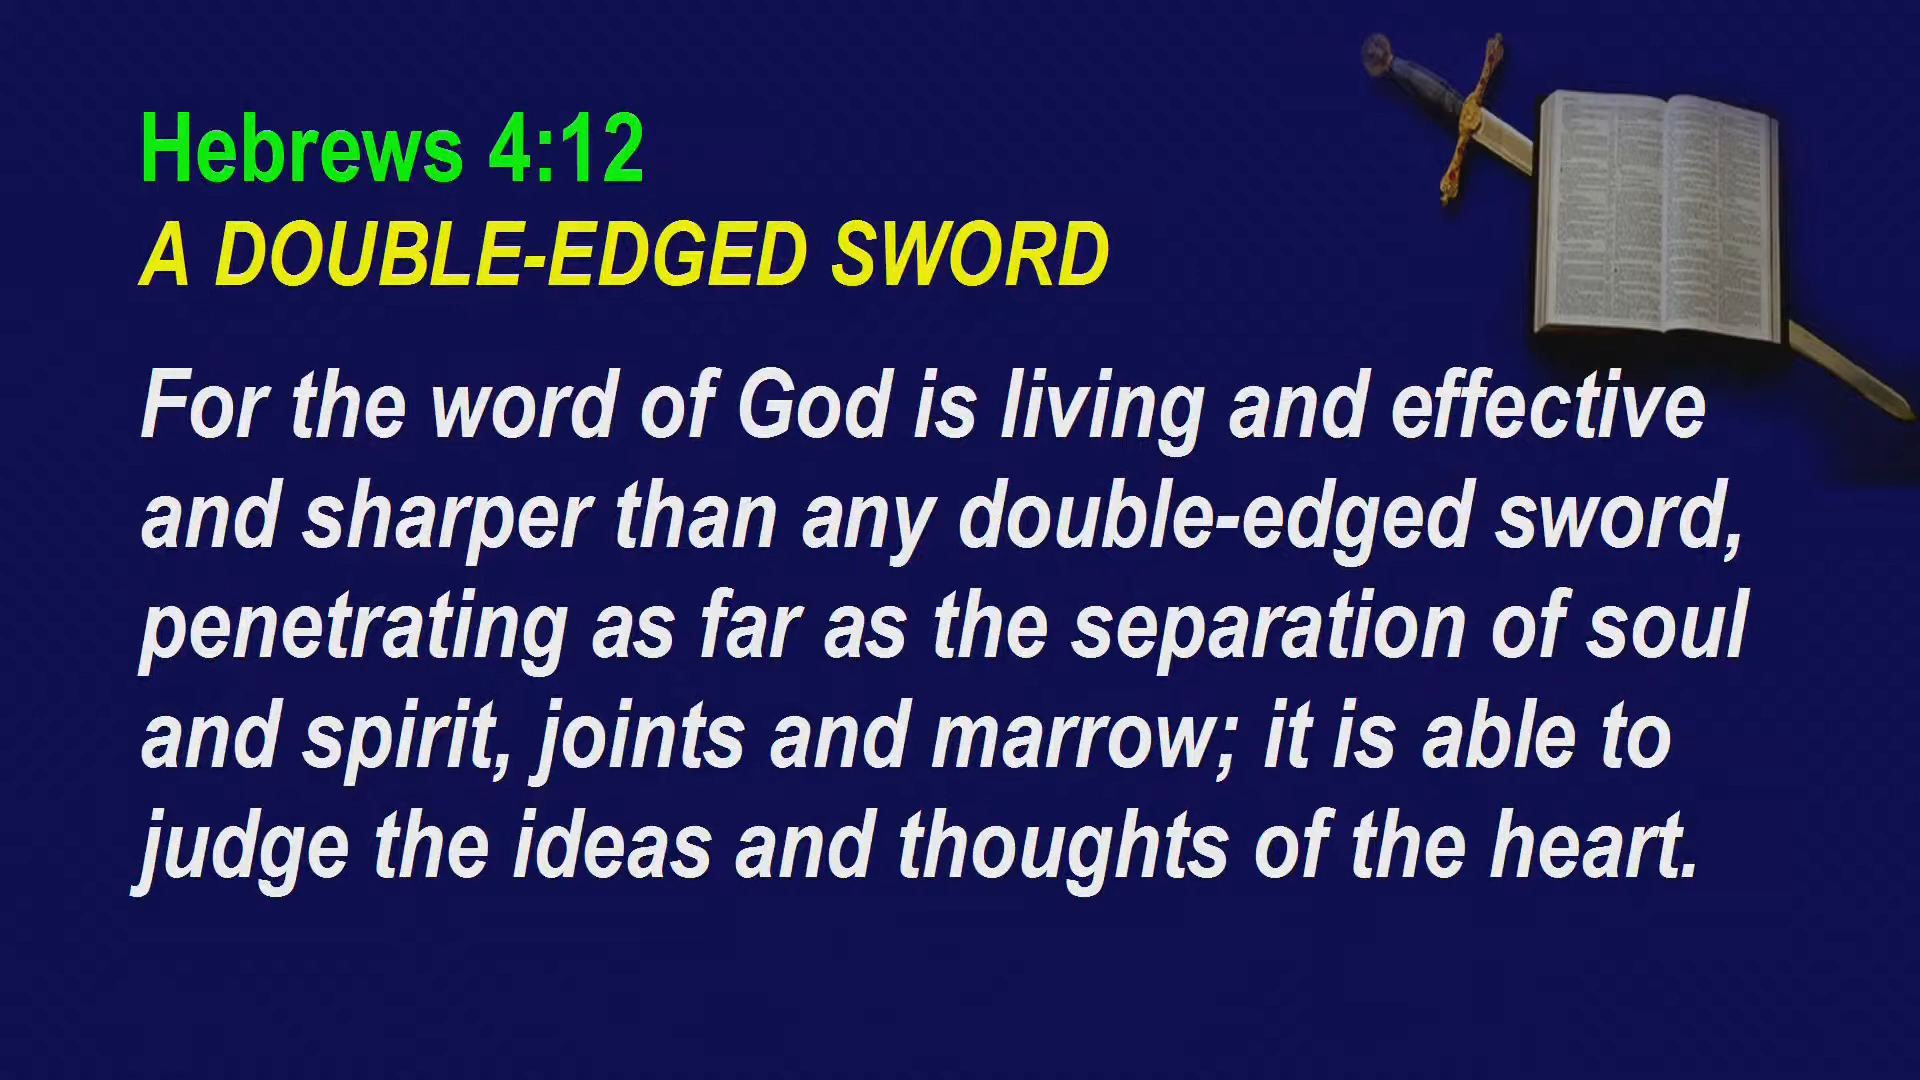 Hebrews 4:12
A DOUBLE-EDGED SWORD
For the word of God is living and effective
and sharper than any double-edged sword,
penetrating as far as the separation of soul
and spirit, joints and marrow; it is able to
judge the ideas and thoughts of the heart.